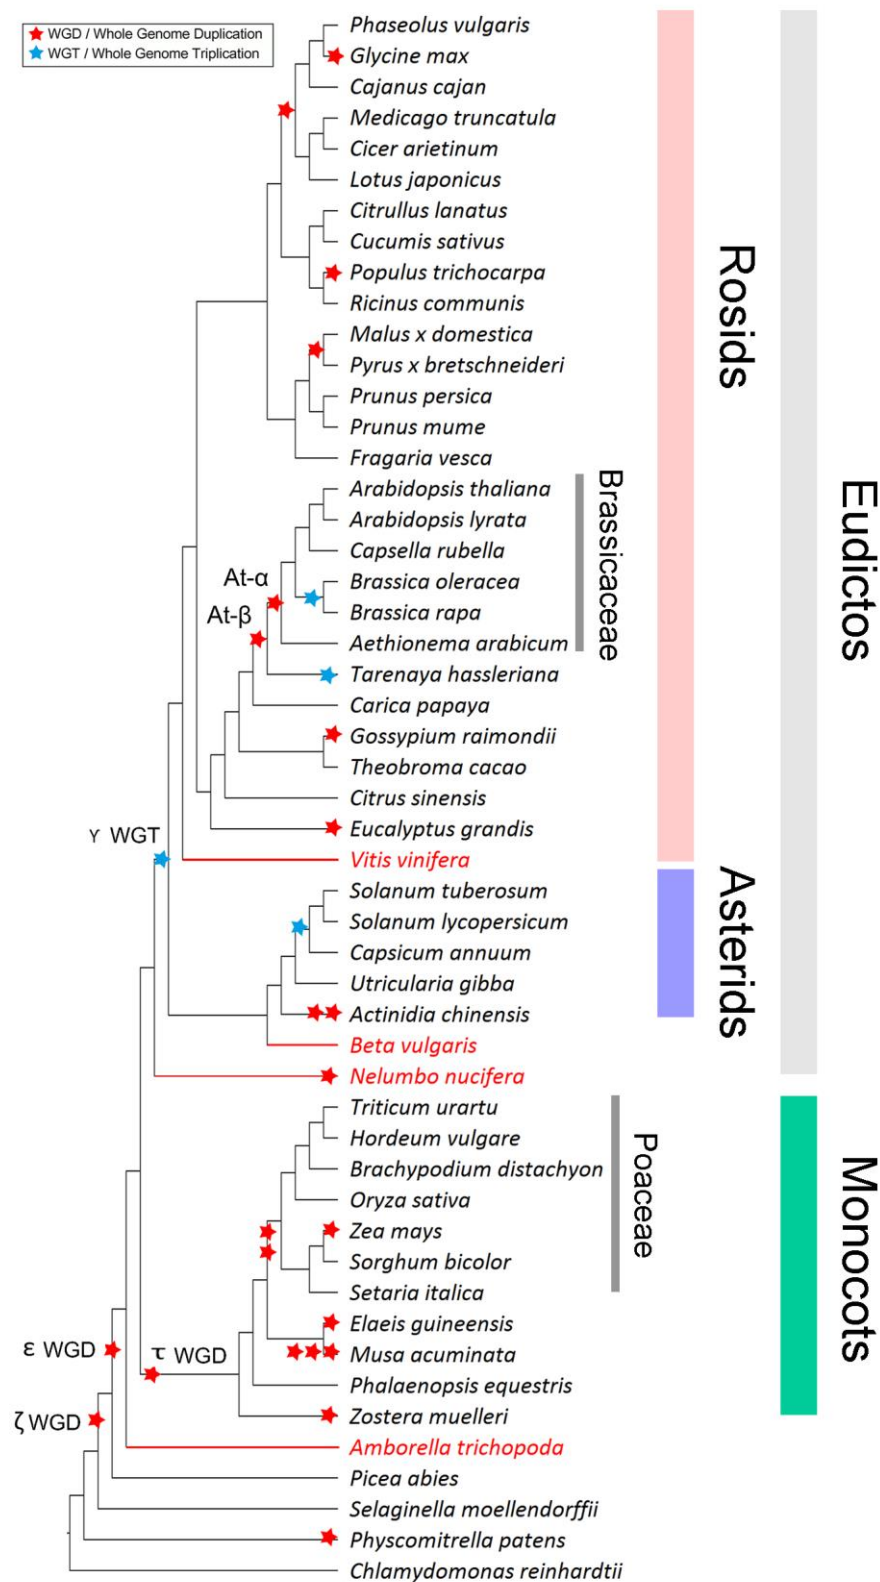 WGD / Whole Genome Duplication
WGT / Whole Genome Triplication
Phaseolus vulgaris
Glycine max
Cajanus cajan
Medicago truncatula
Cicer arietinum
Lotus japonicus
Citrullus lanatus
Cucumis sativus
Populus trichocarpa
Ricinus communis
Malus x domestica
Pyrus x bretschneideri
Prunus persica
Prunus mume
Fragaria vesca
Arabidopsis thaliana
Arabidopsis lyrata
Capsella rubella
At-α
Brassica oleracea
At-β
Brassica rapa
Aethionema arabicum
Tarenaya hassleriana
Carica papaya
Gossypium raimondii
Theobroma cacao
Citrus sinensis
Eucalyptus grandis
γ WGT
Vitis vinifera
Solanum tuberosum
Solanum lycopersicum
Capsicum annuum
Utricularia gibba
Actinidia chinensis
Beta vulgaris
Nelumbo nucifera
Triticum urartu
Hordeum vulgare
Brachypodium distachyon
Oryza sativa
Zea mays
Sorghum bicolor
Setaria italica
Elaeis guineensis
ε WGD
τ WGD
Musa acuminata
Phalaenopsis equestris
ζ WGD
Zostera muelleri
Amborella trichopoda
Picea abies
Selaginella moellendorffii
Physcomitrella patens
Chlamydomonas reinhardtii
Brassicaceae
Poaceae
Rosids
Asterids
Eudictos
Monocots